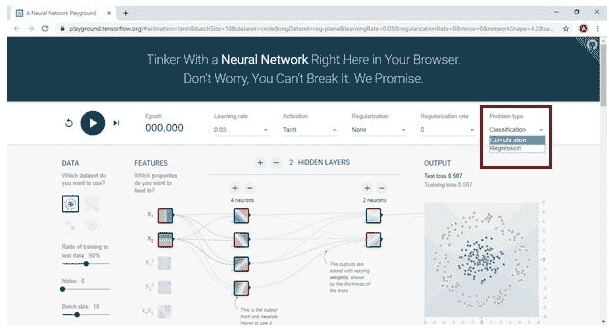 A Neural Network Playground
playground.tensorflow.org/#activation=tanh&batchSize=10&dataset=circle&regDataset=reg-plane&learningRate=0.03&regularizationRate=0&noise=0&networkShape=4,2&se
Tinker With a Neural Network Right Here in Your Browser.
Don't Worry, You Can't Break It. We Promise.
Epoch
000,000
Learning rate
0.03
Activation
Tanh
Regularization
None
Regularization rate
0
Problem type
Classification
Classification
Regression
DATA
Which dataset do
you want to use?
Ratio of training to
test data: 50%
Noise: 0
Batch size: 10
FEATURES
Which properties
do you want to
feed in?
X1
X2
+ − 2 HIDDEN LAYERS
+ −
4 neurons
+ −
2 neurons
The outputs are
mixed with varying
weights, shown
by the thickness of
the lines.
This is the output
from one neuron.
Hover to see it
OUTPUT
Test loss 0.507
Training loss 0.507